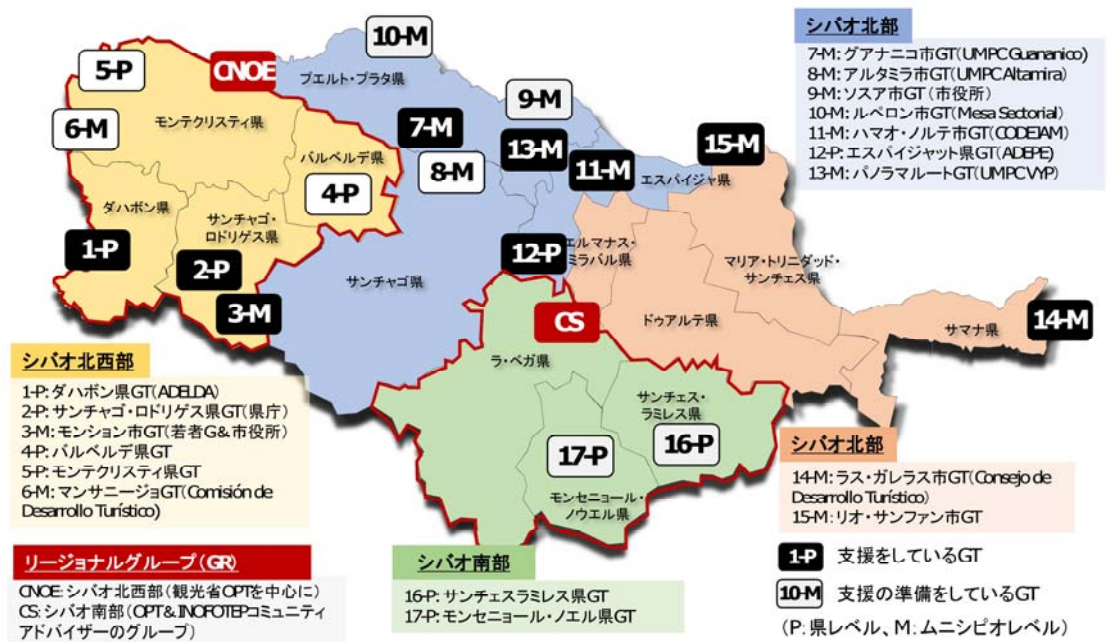 10-M
5-P
CNOE
プエルト・プラタ県
9-M
モンテクリスティ県
6-M
7-M
13-M
15-M
バルベルデ県
8-M
11-M
エスパイジャ県
4-P
ダハボン県
サンチャゴ・
ロドリゲス県
1-P
2-P
12-P
エルマナス・
ミラバル県
マリア・トリニダッド・
サンチェス県
サンチャゴ県
3-M
CS
ドゥアルテ県
サマナ県
14-M
ラ・ベガ県
サンチェス・
ラミレス県
16-P
17-P
モンセニョール・
ノウエル県
シバオ北部
7-M: グアナニコ市GT(UMPC Guananico)
8-M: アルタミラ市GT(UMPC Altamira)
9-M: ソスア市GT(市役所)
10-M: ルペロン市GT(Mesa Sectorial)
11-M: ハマオ・ノルテ市GT(CODEJAM)
12-P: エスパイジャット県GT(ADEPE)
13-M: パノラマルートGT(UMPC VYP)
シバオ北西部
1-P: ダハボン県GT(ADELDA)
2-P: サンチャゴ・ロドリゲス県GT(県庁)
3-M: モンション市GT(若者G&市役所)
4-P: バルベルデ県GT
5-P: モンテクリスティ県GT
6-M: マンサニージョGT(Comisión de
Desarrollo Turístico)
シバオ北部
14-M: ラス・ガレラス市GT(Consejo de
Desarrollo Turístico)
15-M: リオ・サンファン市GT
リージョナルグループ(GR)
CNOE: シバオ北西部(観光省OPTを中心に)
CS: シバオ南部(OPT&INOFOTEPコミュニティ
アドバイザーのグループ)
シバオ南部
16-P: サンチェスラミレス県GT
17-P: モンセニョール・ノエル県GT
1-P 支援をしているGT
10-M 支援の準備をしているGT
(P: 県レベル、M: ムニシピオレベル)